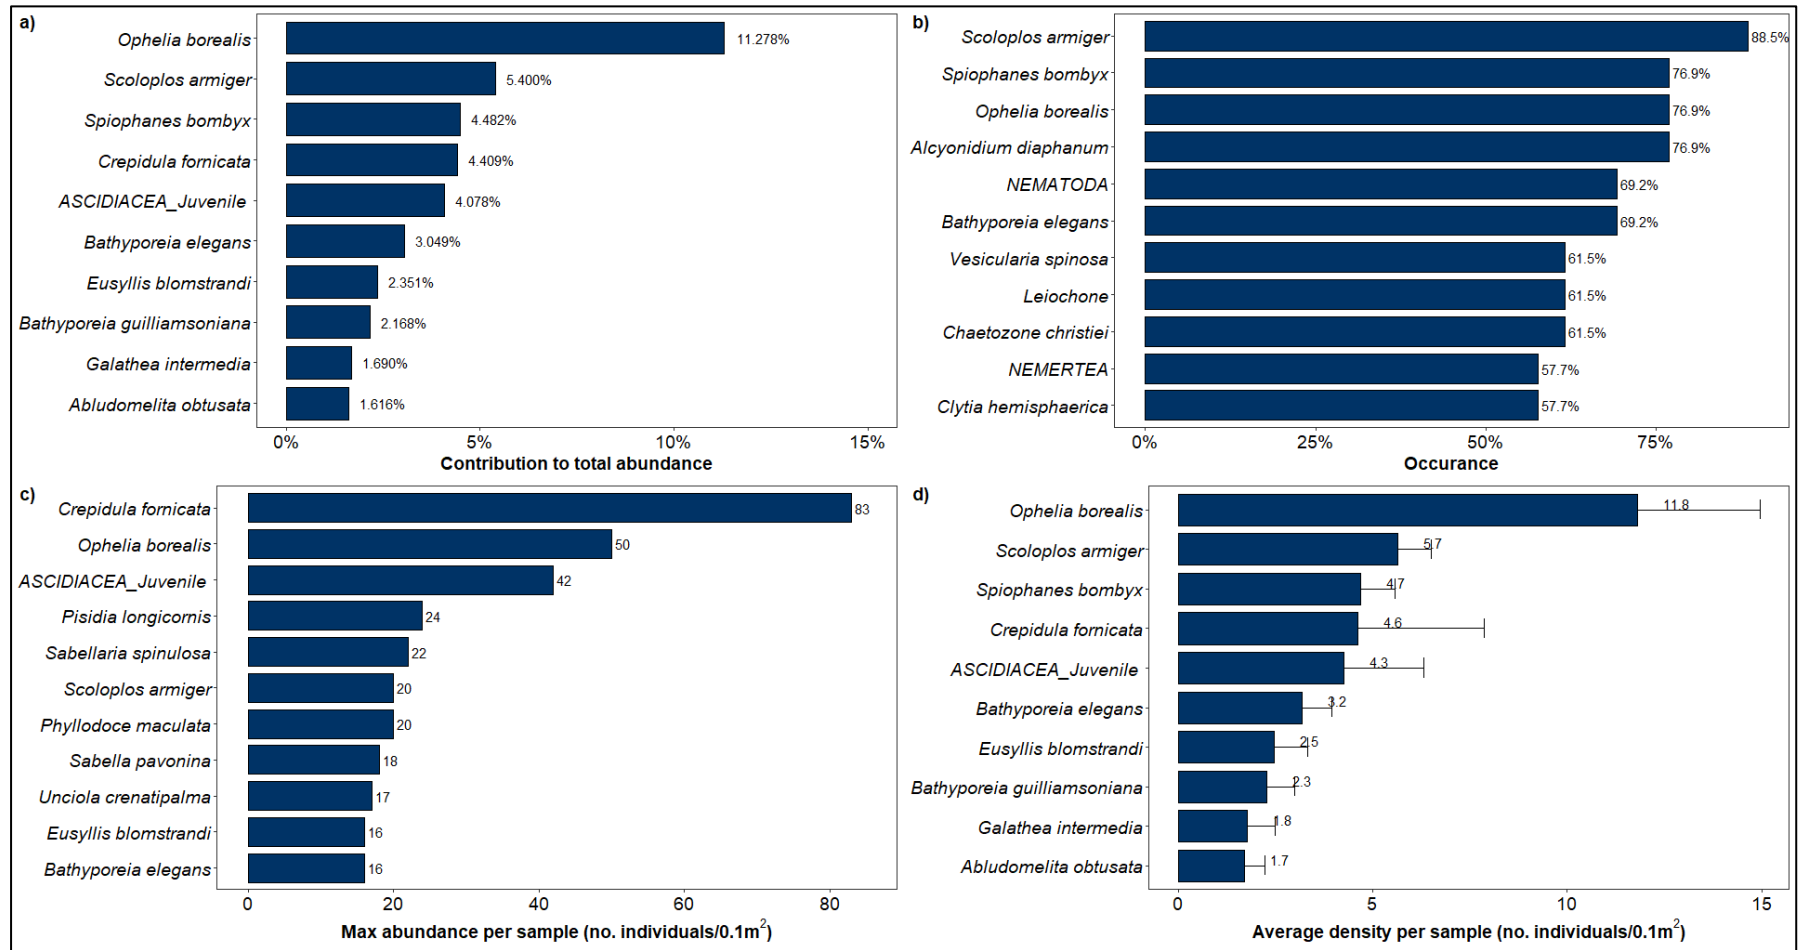 a)
Ophelia borealis 11.278%
Scoloplos armiger 5.400%
Spiophanes bombyx 4.482%
Crepidula fornicata 4.409%
ASCIDIACEA_Juvenile 4.078%
Bathyporeia elegans 3.049%
Eusyllis blomstrandi 2.351%
Bathyporeia guilliamsoniana 2.168%
Galathea intermedia 1.690%
Abludomelita obtusata 1.616%
0% 5% 10% 15%
Contribution to total abundance
b)
Scoloplos armiger 88.5%
Spiophanes bombyx 76.9%
Ophelia borealis 76.9%
Alcyonidium diaphanum 76.9%
NEMATODA 69.2%
Bathyporeia elegans 69.2%
Vesicularia spinosa 61.5%
Leiochone 61.5%
Chaetozone christiei 61.5%
NEMERTEA 57.7%
Clytia hemisphaerica 57.7%
0% 25% 50% 75%
Occurance
c)
Crepidula fornicata 83
Ophelia borealis 50
ASCIDIACEA_Juvenile 42
Pisidia longicornis 24
Sabellaria spinulosa 22
Scoloplos armiger 20
Phyllodoce maculata 20
Sabella pavonina 18
Unciola crenatipalma 17
Eusyllis blomstrandi 16
Bathyporeia elegans 16
0 20 40 60 80
Max abundance per sample (no. individuals/0.1m²)
d)
Ophelia borealis 11.8
Scoloplos armiger 5.7
Spiophanes bombyx 4.7
Crepidula fornicata 4.6
ASCIDIACEA_Juvenile 4.3
Bathyporeia elegans 3.2
Eusyllis blomstrandi 2.5
Bathyporeia guilliamsoniana 2.3
Galathea intermedia 1.8
Abludomelita obtusata 1.7
0 5 10 15
Average density per sample (no. individuals/0.1m²)